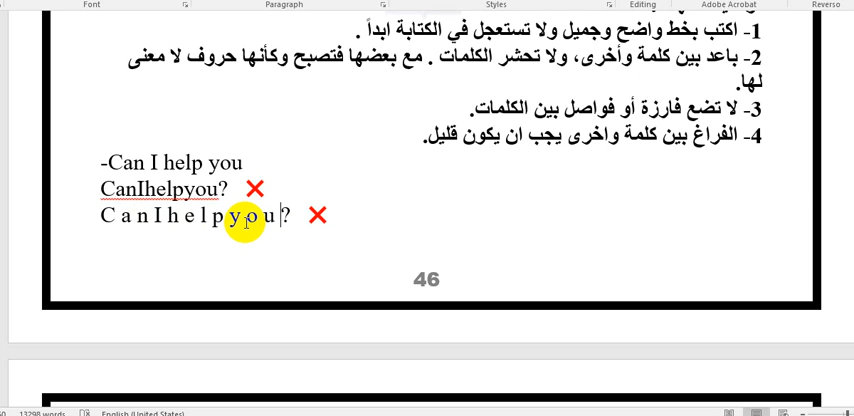 Font
Paragraph
Styles
Editing
Adobe Acrobat
Reverso
1- اكتب بخط واضح وجميل ولا تستعجل في الكتابة ابداً .
2- باعد بين كلمة وأخرى، ولا تحشر الكلمات . مع بعضها فتصبح وكأنها حروف لا معنى
لها.
3- لا تضع فارزة أو فواصل بين الكلمات.
4- الفراغ بين كلمة واخرى يجب ان يكون قليل.
-Can I help you
CanIhelpyou? ❌
C a n I h e l p y o u ? ❌
46
13298 words
English (United States)